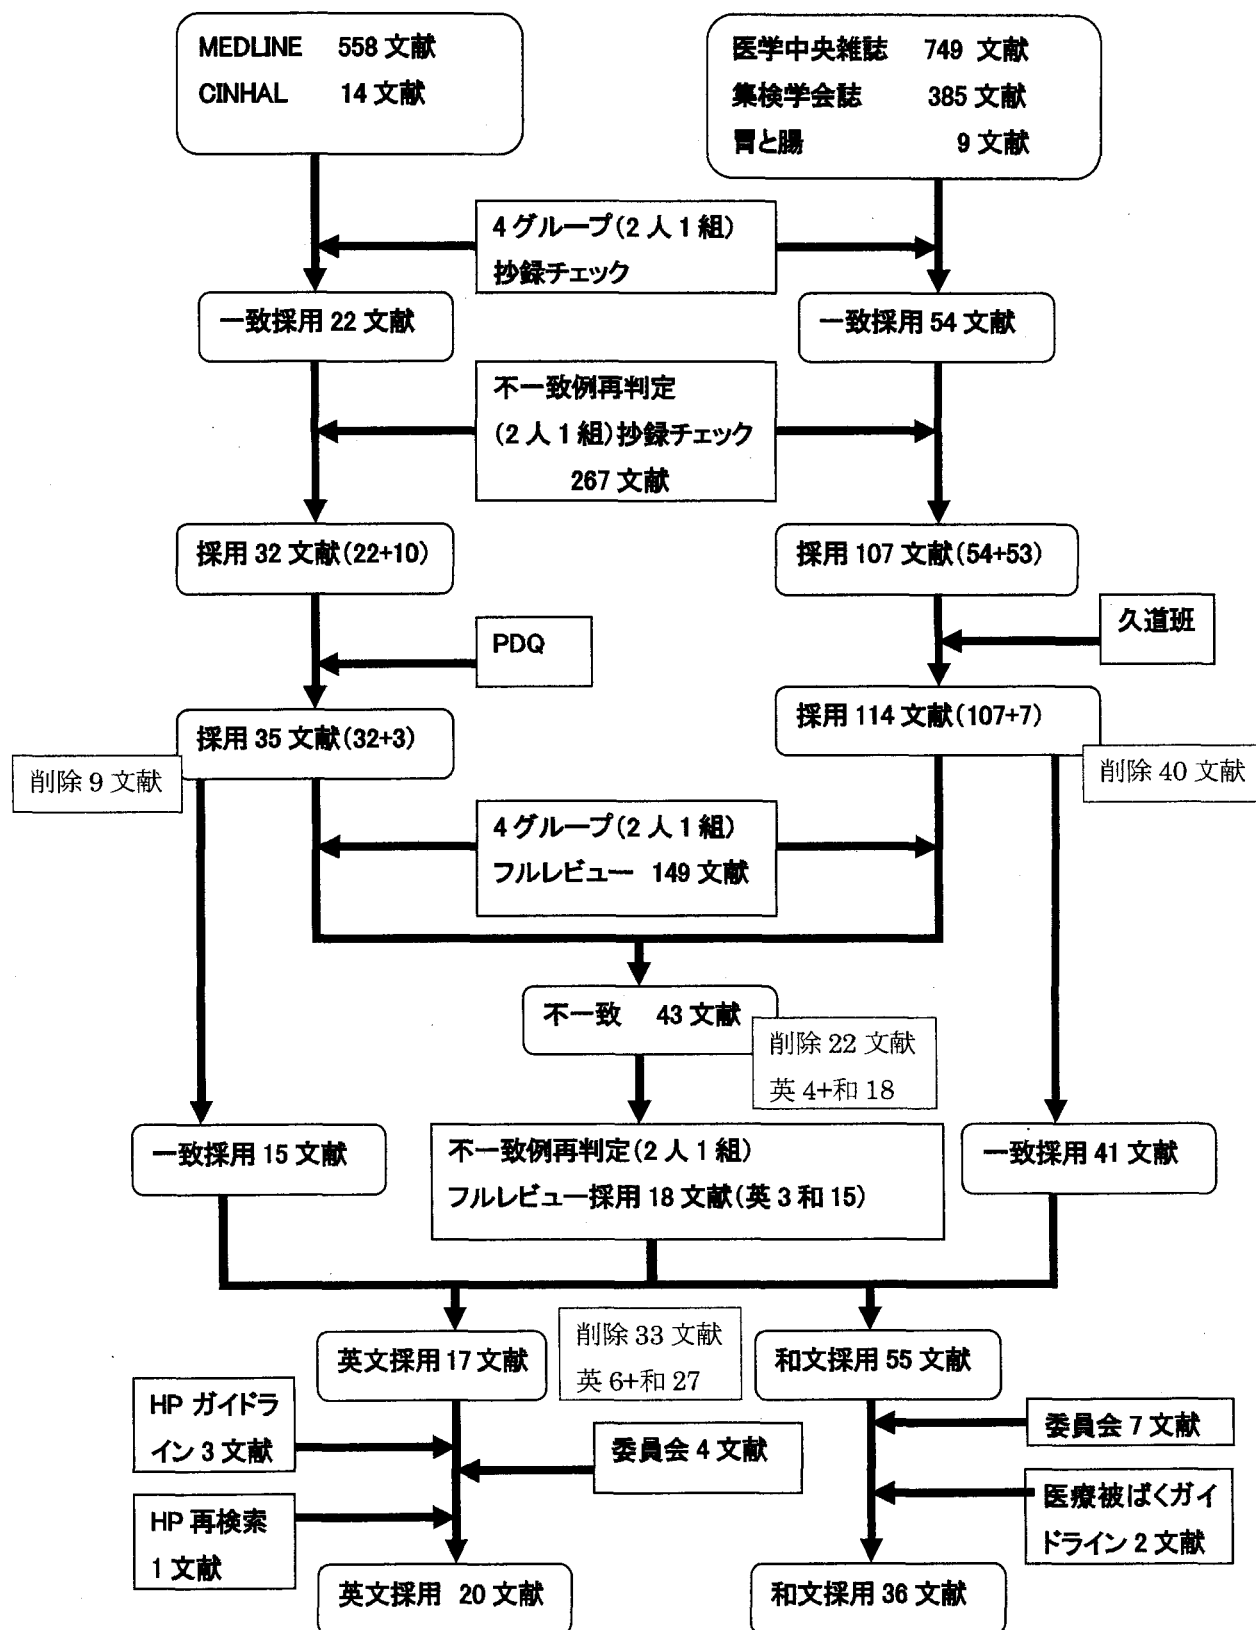 MEDLINE 558 文献
CINHAL 14 文献
医学中央雑誌 749 文献
集検学会誌 385 文献
胃と腸 9 文献
4 グループ(2 人 1 組)
抄録チェック
一致採用 22 文献
一致採用 54 文献
不一致例再判定
(2 人 1 組)抄録チェック
267 文献
採用 32 文献(22+10)
採用 107 文献(54+53)
PDQ
久道班
採用 35 文献(32+3)
採用 114 文献(107+7)
削除 9 文献
削除 40 文献
4 グループ(2 人 1 組)
フルレビュー 149 文献
不一致 43 文献
削除 22 文献
英 4+和 18
一致採用 15 文献
不一致例再判定(2 人 1 組)
フルレビュー採用 18 文献(英 3 和 15)
一致採用 41 文献
英文採用 17 文献
削除 33 文献
英 6+和 27
和文採用 55 文献
HP ガイドラ
イン 3 文献
委員会 4 文献
委員会 7 文献
HP 再検索
1 文献
医療被ばくガイ
ドライン 2 文献
英文採用 20 文献
和文採用 36 文献